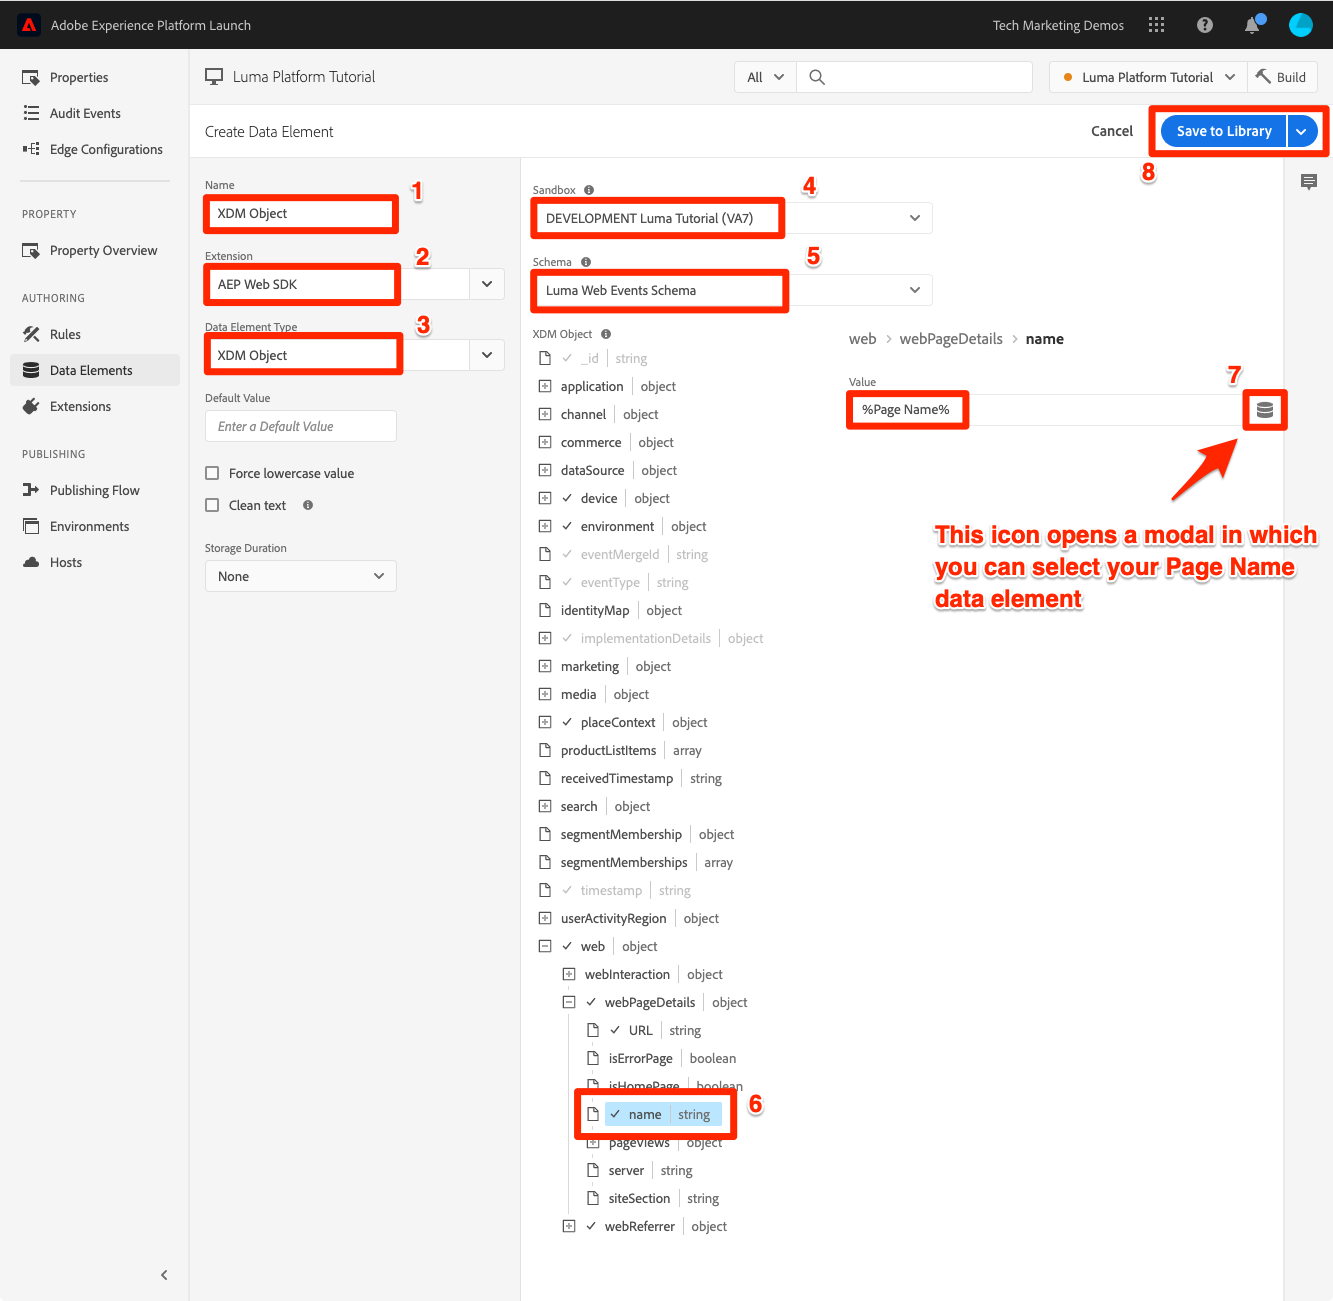 Adobe Experience Platform Launch
Tech Marketing Demos
Properties
Audit Events
Edge Configurations
PROPERTY
Property Overview
AUTHORING
Rules
Data Elements
Extensions
PUBLISHING
Publishing Flow
Environments
Hosts
Luma Platform Tutorial
All
Luma Platform Tutorial
Build
Create Data Element
Cancel
Save to Library
8
Name
XDM Object
1
Extension
AEP Web SDK
2
Data Element Type
XDM Object
3
Default Value
Enter a Default Value
Force lowercase value
Clean text
Storage Duration
None
Sandbox
DEVELOPMENT Luma Tutorial (VA7)
4
Schema
Luma Web Events Schema
5
XDM Object
_id string
application object
channel object
commerce object
dataSource object
device object
environment object
eventMergeId string
eventType string
identityMap object
implementationDetails object
marketing object
media object
placeContext object
productListItems array
receivedTimestamp string
search object
segmentMembership object
segmentMemberships array
timestamp string
userActivityRegion object
web object
webInteraction object
webPageDetails object
URL string
isErrorPage boolean
isHomePage boolean
name string
6
pageViews object
server string
siteSection string
webReferrer object
web > webPageDetails > name
Value
%Page Name%
7
This icon opens a modal in which
you can select your Page Name
data element